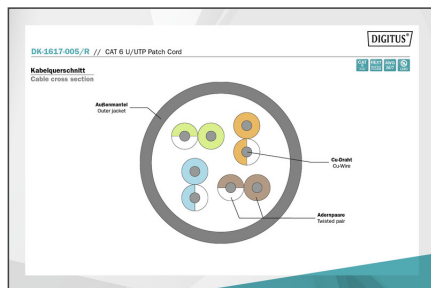 DIGITUS®
DK-1617-005/R // CAT 6 U/UTP Patch Cord
Kabelquerschnitt
Cable cross section
Außenmantel
Outer jacket
Cu-Draht
Cu-Wire
Adernpaare
Twisted pair